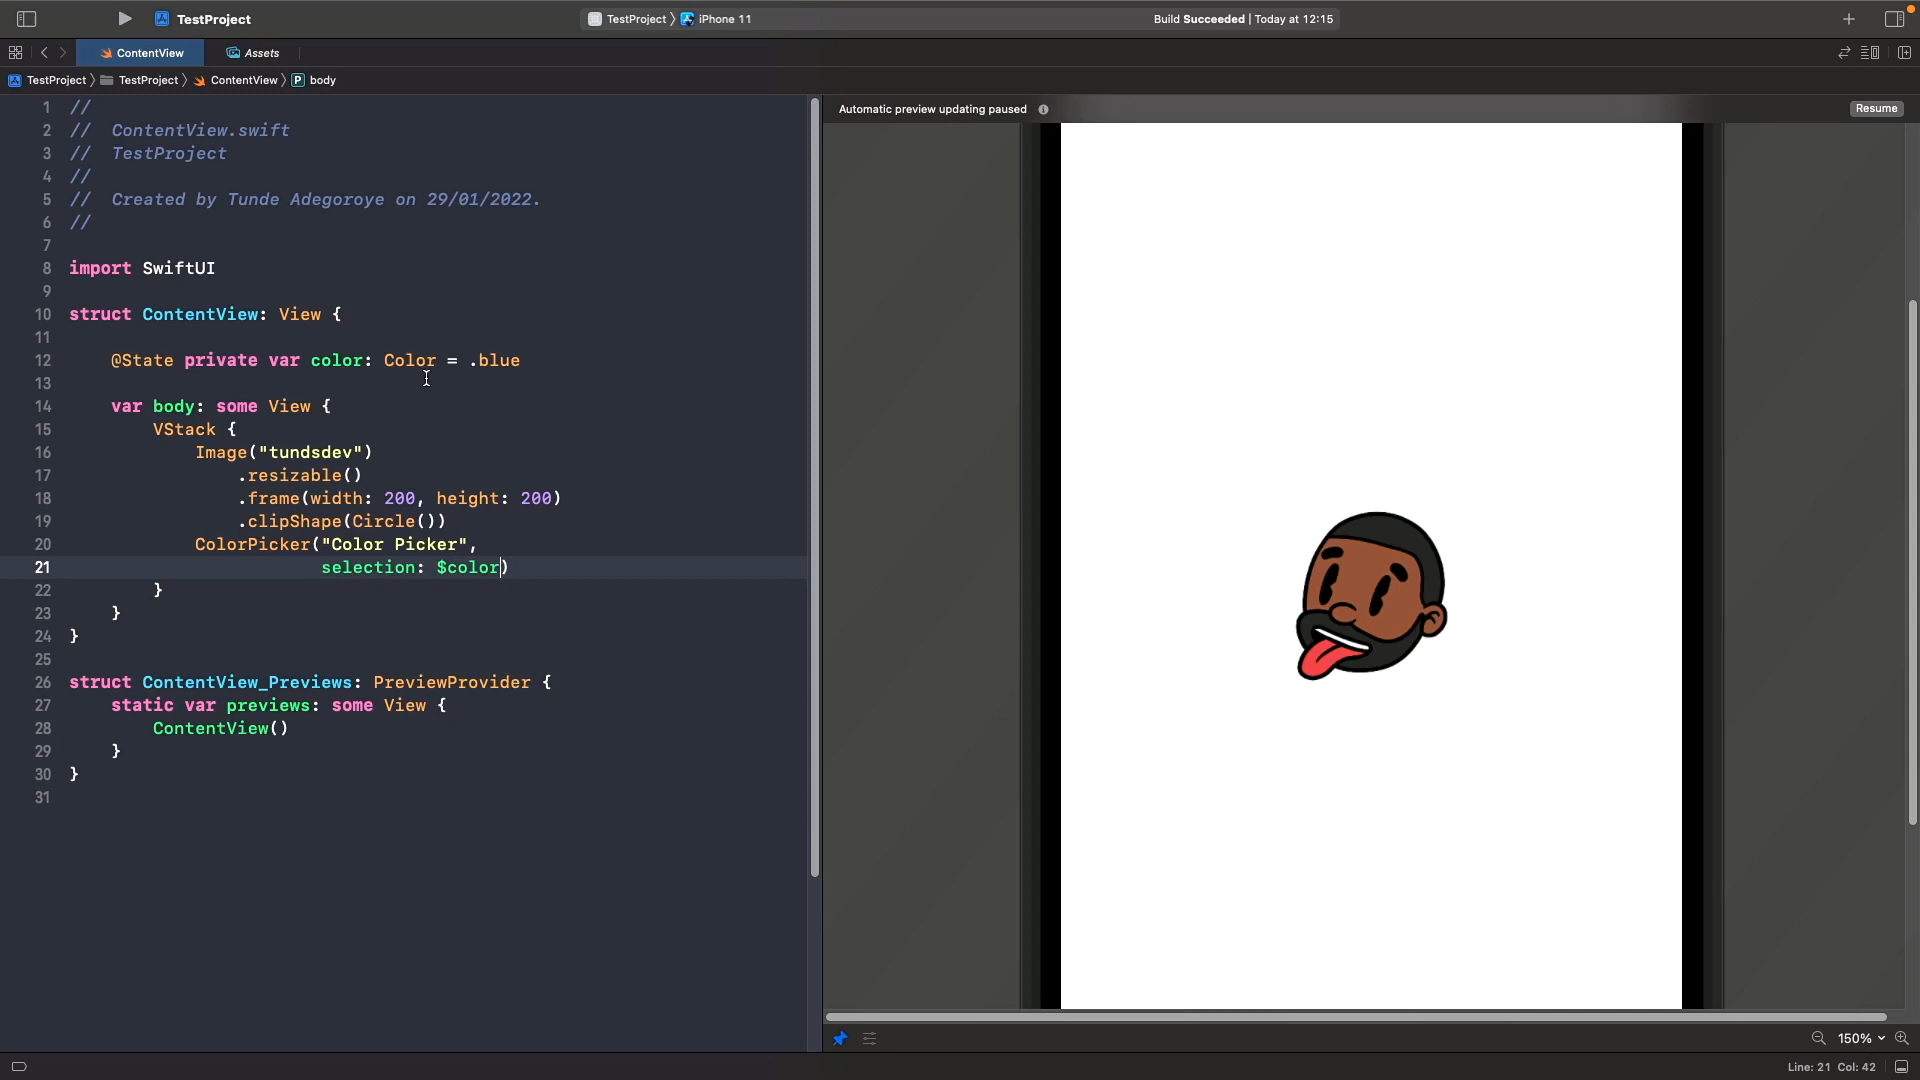 TestProject
TestProject 〉 iPhone 11
Build Succeeded | Today at 12:15
ContentView
Assets
TestProject 〉 TestProject 〉 ContentView 〉 P body
1 //
2 //  ContentView.swift
3 //  TestProject
4 //
5 //  Created by Tunde Adegoroye on 29/01/2022.
6 //
7
8 import SwiftUI
9
10 struct ContentView: View {
11
12     @State private var color: Color = .blue
13
14     var body: some View {
15         VStack {
16             Image("tundsdev")
17                 .resizable()
18                 .frame(width: 200, height: 200)
19                 .clipShape(Circle())
20             ColorPicker("Color Picker",
21                         selection: $color)
22         }
23     }
24 }
25
26 struct ContentView_Previews: PreviewProvider {
27     static var previews: some View {
28         ContentView()
29     }
30 }
31
Automatic preview updating paused
Resume
150%
Line: 21 Col: 42